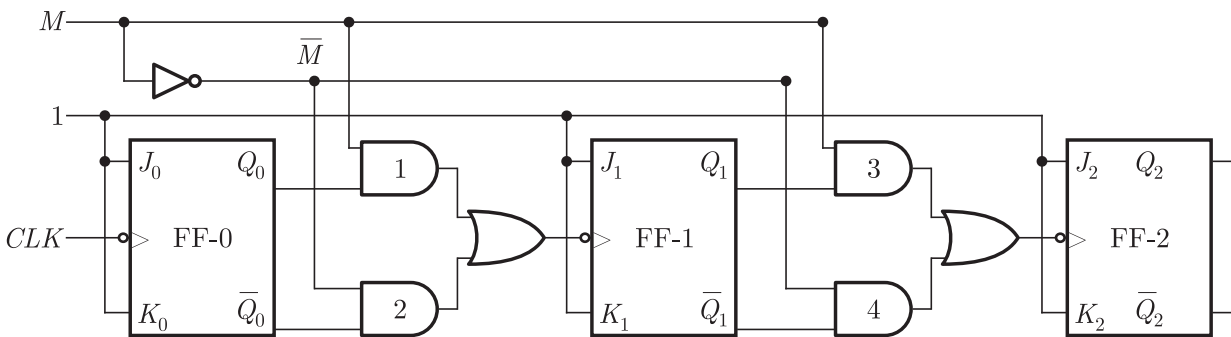 M
M̅
1
J₀ Q₀ 1 J₁ Q₁ 3 J₂ Q₂
CLK FF-0 FF-1 FF-2
K₀ Q̅₀ 2 K₁ Q̅₁ 4 K₂ Q̅₂